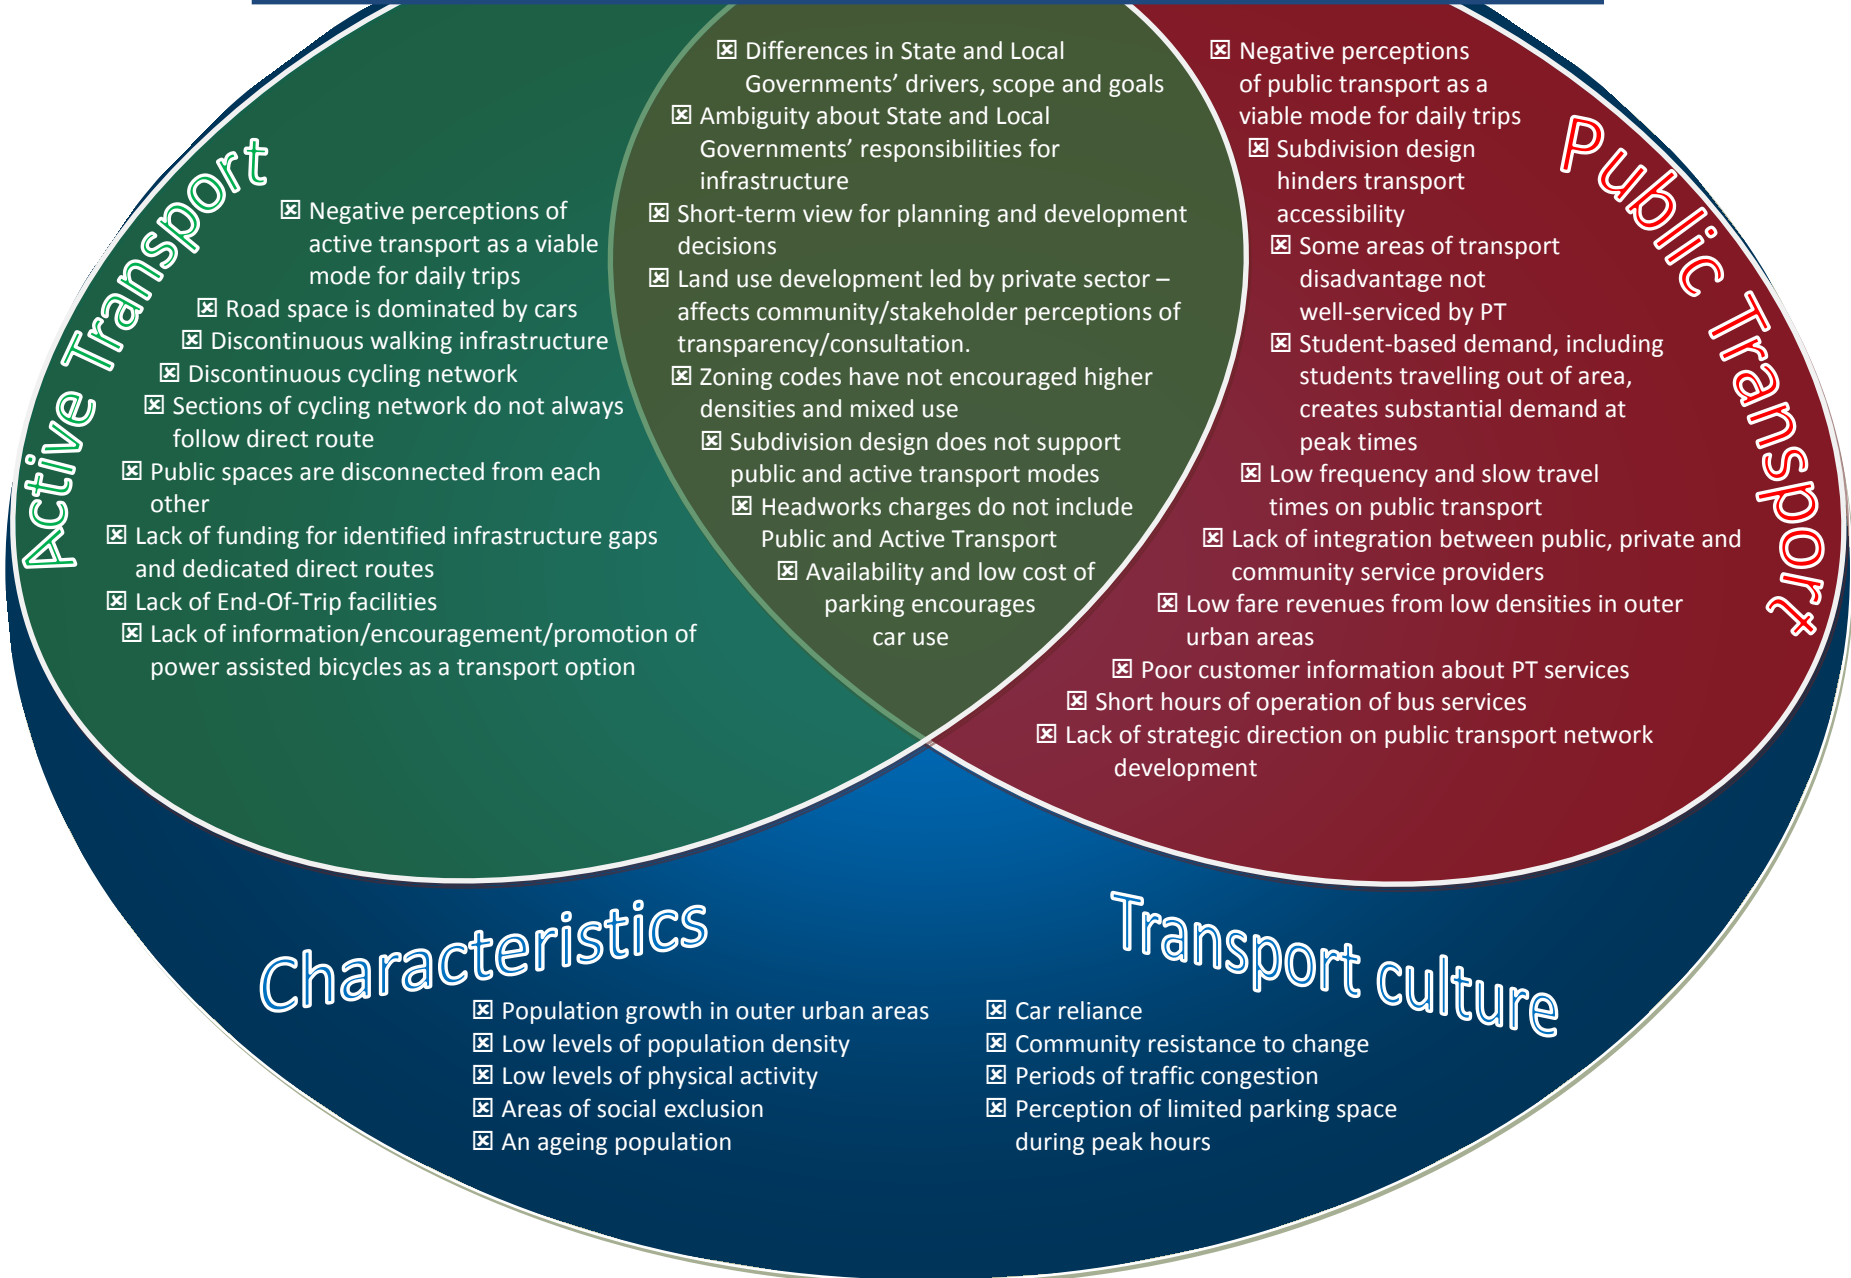 Active Transport
☒ Negative perceptions of
active transport as a viable
mode for daily trips
☒ Road space is dominated by cars
☒ Discontinuous walking infrastructure
☒ Discontinuous cycling network
☒ Sections of cycling network do not always
follow direct route
☒ Public spaces are disconnected from each
other
☒ Lack of funding for identified infrastructure gaps
and dedicated direct routes
☒ Lack of End-Of-Trip facilities
☒ Lack of information/encouragement/promotion of
power assisted bicycles as a transport option
☒ Differences in State and Local
Governments’ drivers, scope and goals
☒ Ambiguity about State and Local
Governments’ responsibilities for
infrastructure
☒ Short-term view for planning and development
decisions
☒ Land use development led by private sector –
affects community/stakeholder perceptions of
transparency/consultation.
☒ Zoning codes have not encouraged higher
densities and mixed use
☒ Subdivision design does not support
public and active transport modes
☒ Headworks charges do not include
Public and Active Transport
☒ Availability and low cost of
parking encourages
car use
Public Transport
☒ Negative perceptions
of public transport as a
viable mode for daily trips
☒ Subdivision design
hinders transport
accessibility
☒ Some areas of transport
disadvantage not
well-serviced by PT
☒ Student-based demand, including
students travelling out of area,
creates substantial demand at
peak times
☒ Low frequency and slow travel
times on public transport
☒ Lack of integration between public, private and
community service providers
☒ Low fare revenues from low densities in outer
urban areas
☒ Poor customer information about PT services
☒ Short hours of operation of bus services
☒ Lack of strategic direction on public transport network
development
Characteristics
☒ Population growth in outer urban areas
☒ Low levels of population density
☒ Low levels of physical activity
☒ Areas of social exclusion
☒ An ageing population
Transport culture
☒ Car reliance
☒ Community resistance to change
☒ Periods of traffic congestion
☒ Perception of limited parking space
during peak hours